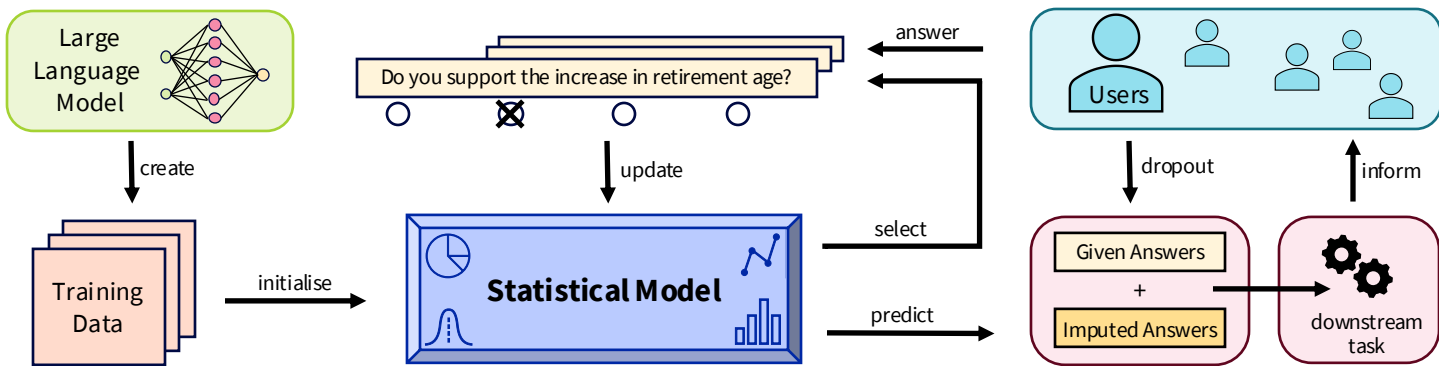 Large
Language
Model
create
Training
Data
initialise
Do you support the increase in retirement age?
update
Statistical Model
answer
select
predict
Users
dropout
inform
Given Answers
+
Imputed Answers
downstream
task